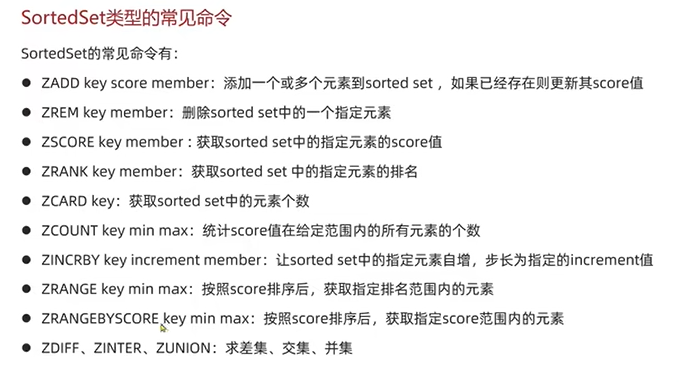 SortedSet类型的常见命令
SortedSet的常见命令有：
● ZADD key score member：添加一个或多个元素到sorted set ，如果已经存在则更新其score值
● ZREM key member：删除sorted set中的一个指定元素
● ZSCORE key member : 获取sorted set中的指定元素的score值
● ZRANK key member：获取sorted set 中的指定元素的排名
● ZCARD key：获取sorted set中的元素个数
● ZCOUNT key min max：统计score值在给定范围内的所有元素的个数
● ZINCRBY key increment member：让sorted set中的指定元素自增，步长为指定的increment值
● ZRANGE key min max：按照score排序后，获取指定排名范围内的元素
● ZRANGEBYSCORE key min max：按照score排序后，获取指定score范围内的元素
● ZDIFF、ZINTER、ZUNION：求差集、交集、并集